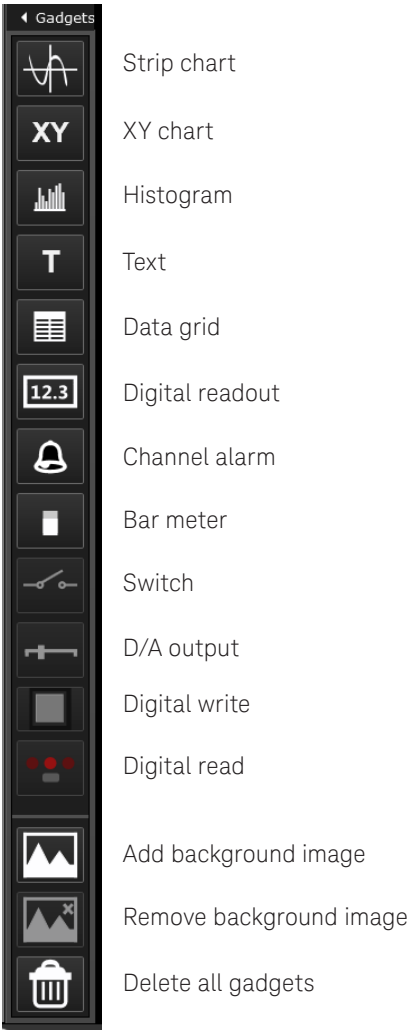 Gadgets
Strip chart
XY XY chart
Histogram
T Text
Data grid
12.3 Digital readout
Channel alarm
Bar meter
Switch
D/A output
Digital write
Digital read
Add background image
Remove background image
Delete all gadgets